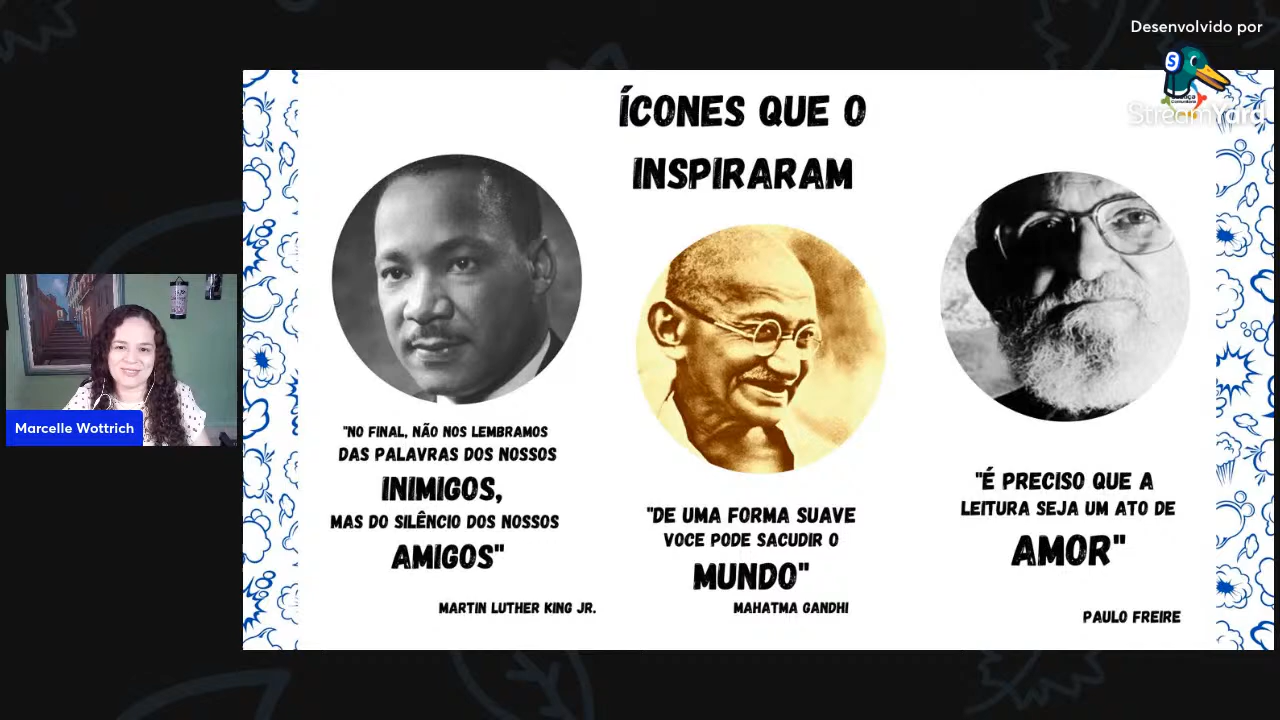 Desenvolvido por
StreamYard
ÍCONES QUE O
INSPIRARAM
"NO FINAL, NÃO NOS LEMBRAMOS
DAS PALAVRAS DOS NOSSOS
INIMIGOS,
MAS DO SILÊNCIO DOS NOSSOS
AMIGOS"
MARTIN LUTHER KING JR.
"DE UMA FORMA SUAVE
VOCE PODE SACUDIR O
MUNDO"
MAHATMA GANDHI
"É PRECISO QUE A
LEITURA SEJA UM ATO DE
AMOR"
PAULO FREIRE
Marcelle Wottrich